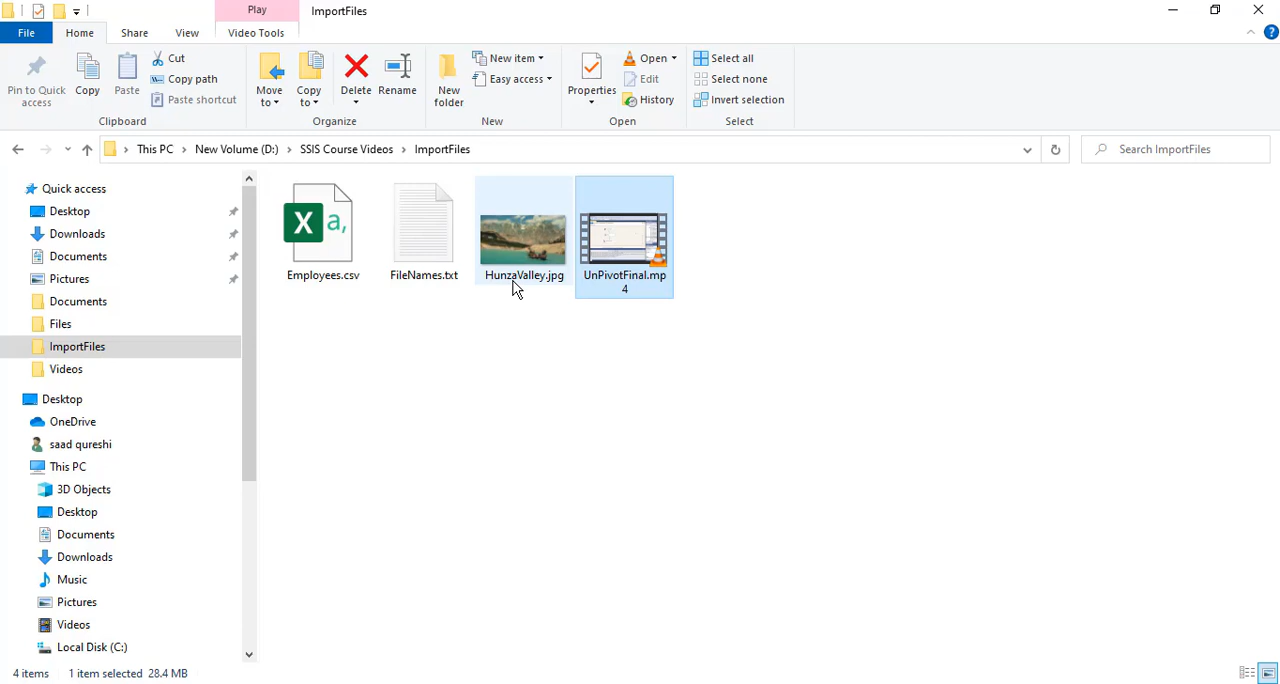 Play
ImportFiles
File
Home
Share
View
Video Tools
?
Pin to Quick
access
Copy
Paste
Cut
Copy path
Paste shortcut
Clipboard
Move
to
Copy
to
Delete
Rename
Organize
New
folder
New item
Easy access
New
Properties
Open
Edit
History
Open
Select all
Select none
Invert selection
Select
This PC > New Volume (D:) > SSIS Course Videos > ImportFiles
Search ImportFiles
Quick access
Desktop
Downloads
Documents
Pictures
Documents
Files
ImportFiles
Videos
Desktop
OneDrive
saad qureshi
This PC
3D Objects
Desktop
Documents
Downloads
Music
Pictures
Videos
Local Disk (C:)
X a,
Employees.csv
FileNames.txt
HunzaValley.jpg
UnPivotFinal.mp
4
4 items
1 item selected 28.4 MB